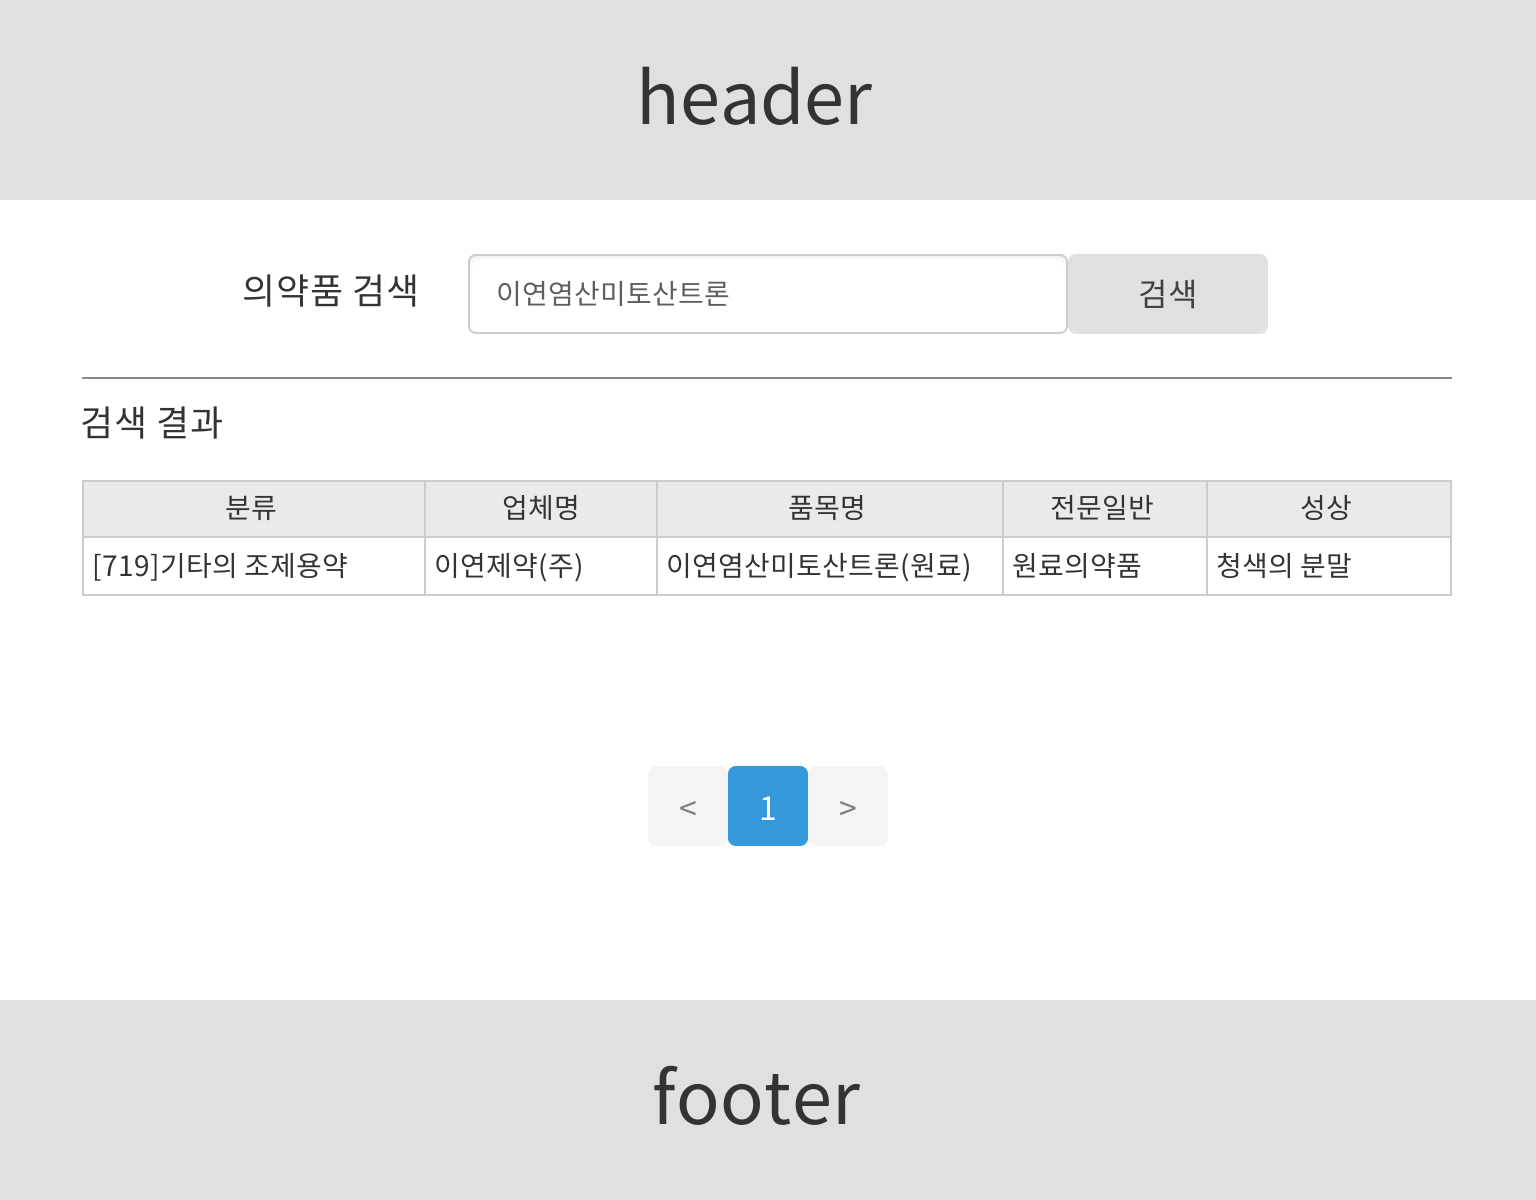 header
의약품 검색 이연염산미토산트론 검색
검색 결과
분류 업체명 품목명 전문일반 성상
[719]기타의 조제용약 이연제약(주) 이연염산미토산트론(원료) 원료의약품 청색의 분말
< 1 >
footer